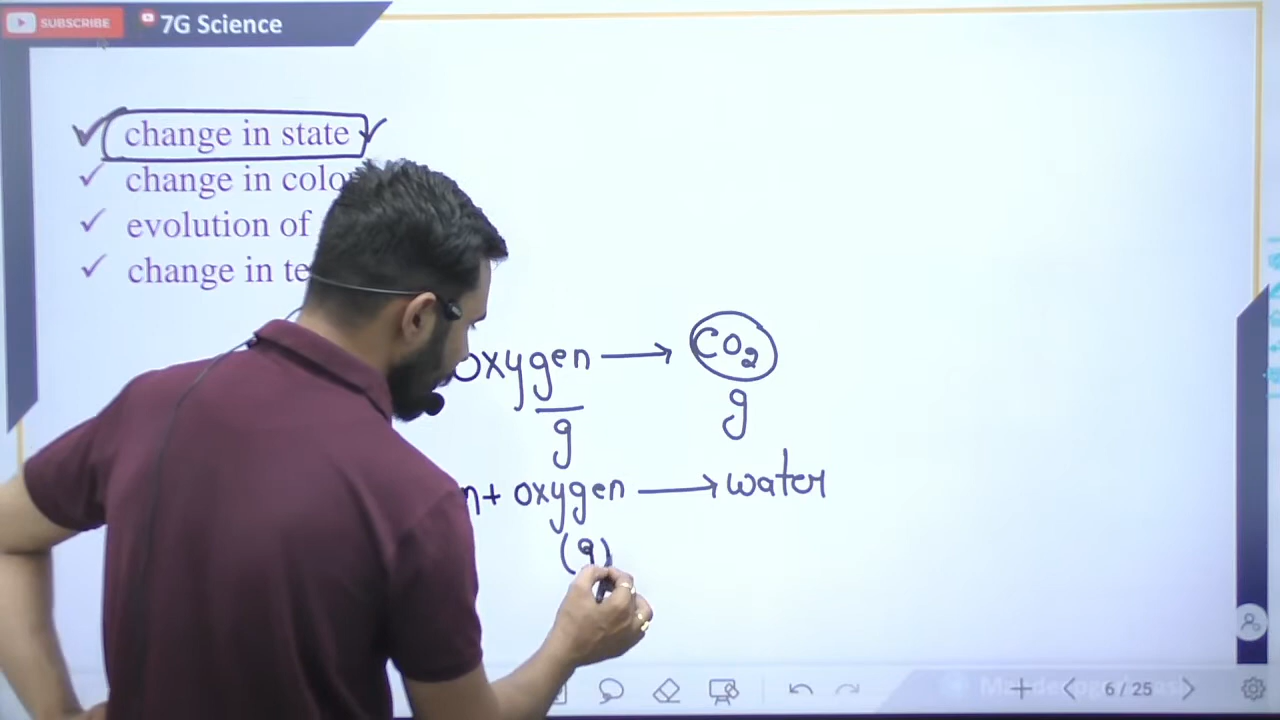 SUBSCRIBE 7G Science
change in state
change in colo
evolution of
change in te
oxygen → CO₂
g g
n + oxygen → water
(g)
6 / 25